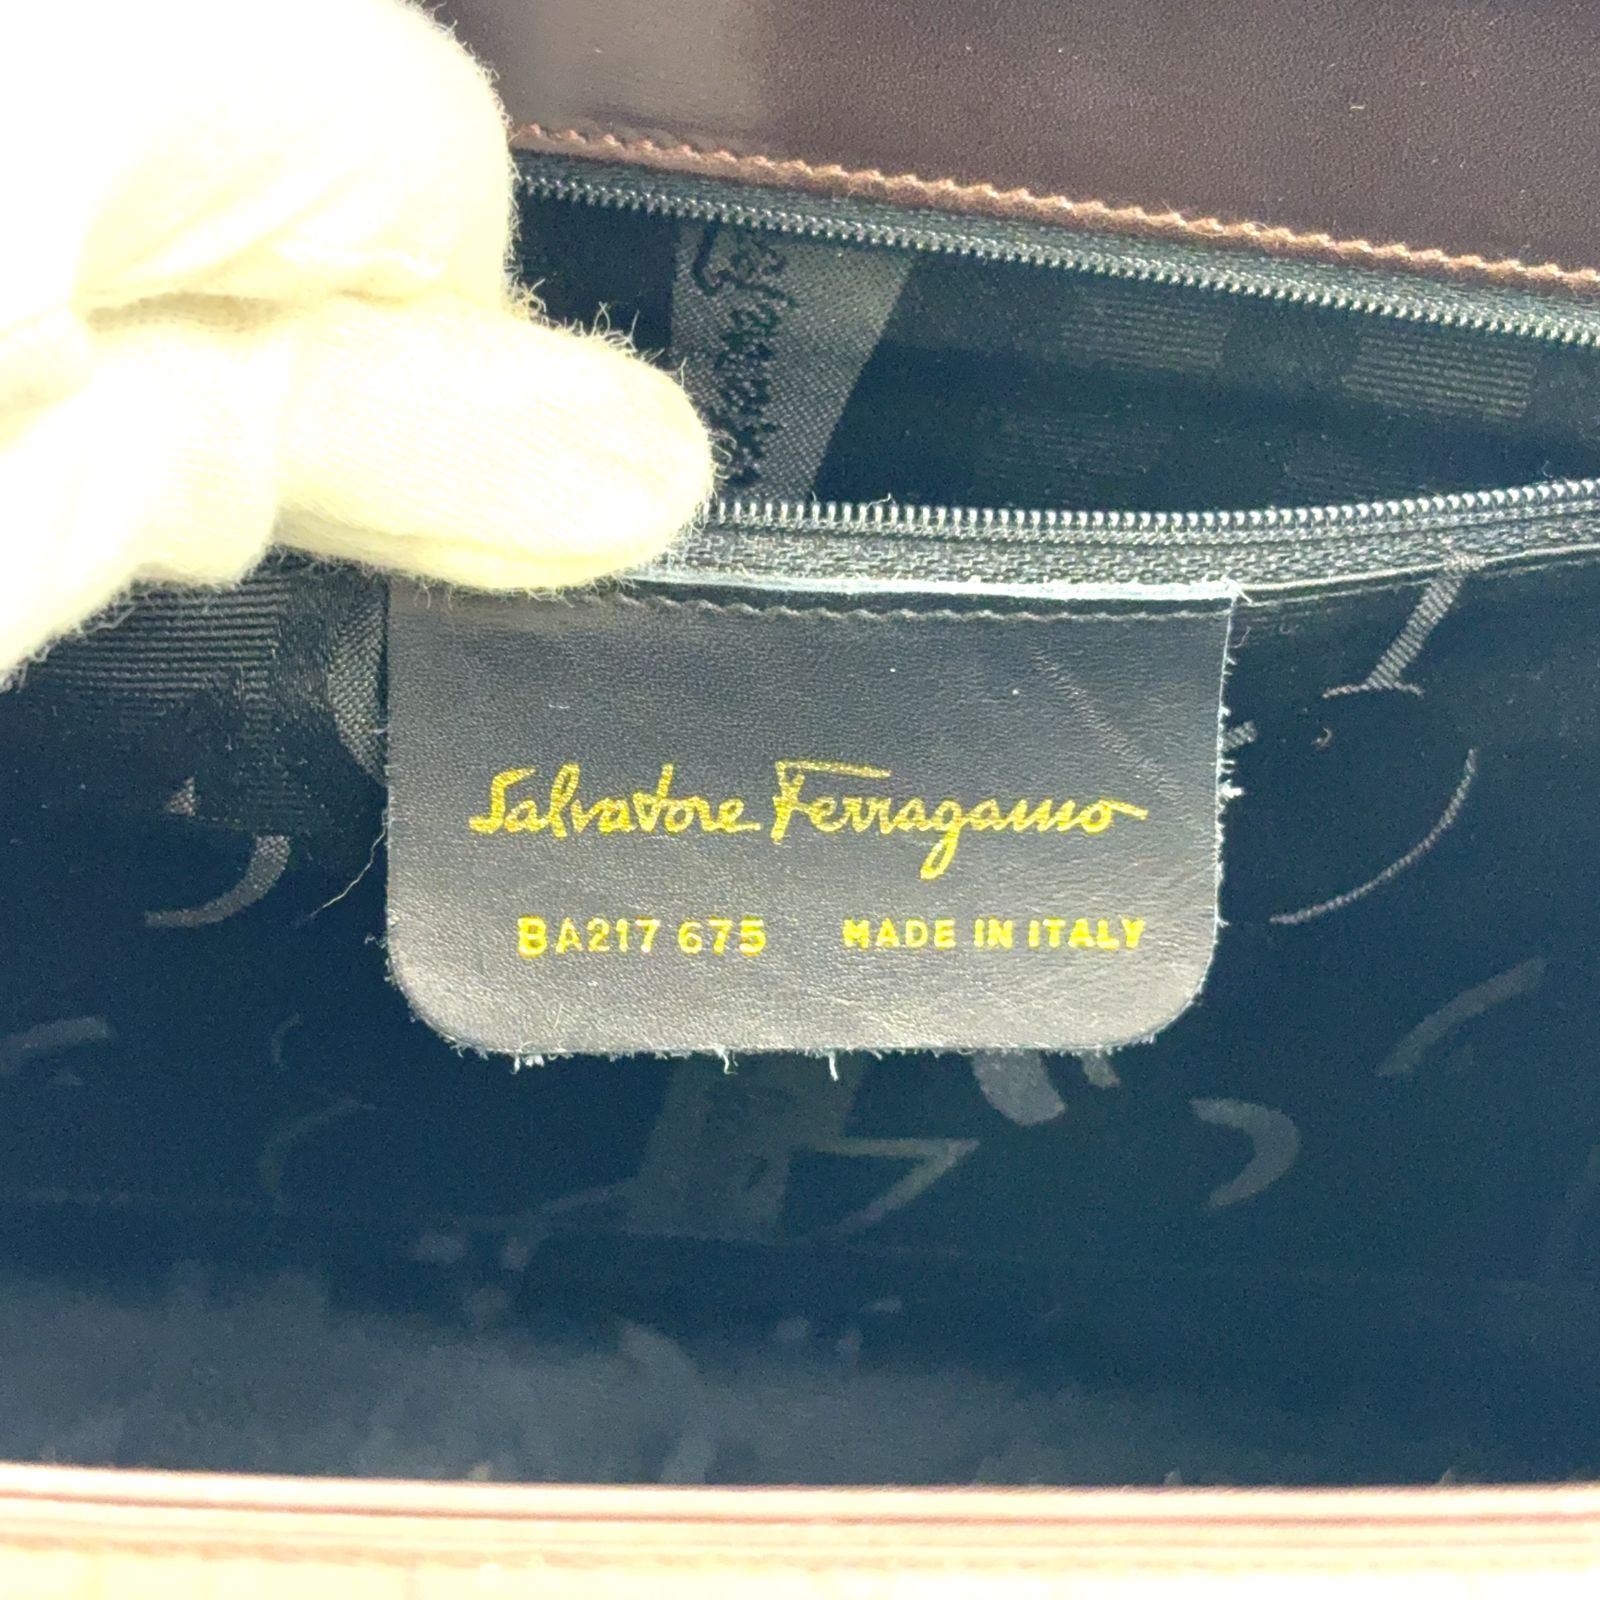 Salvatore Ferragamo
BA217 675 MADE IN ITALY